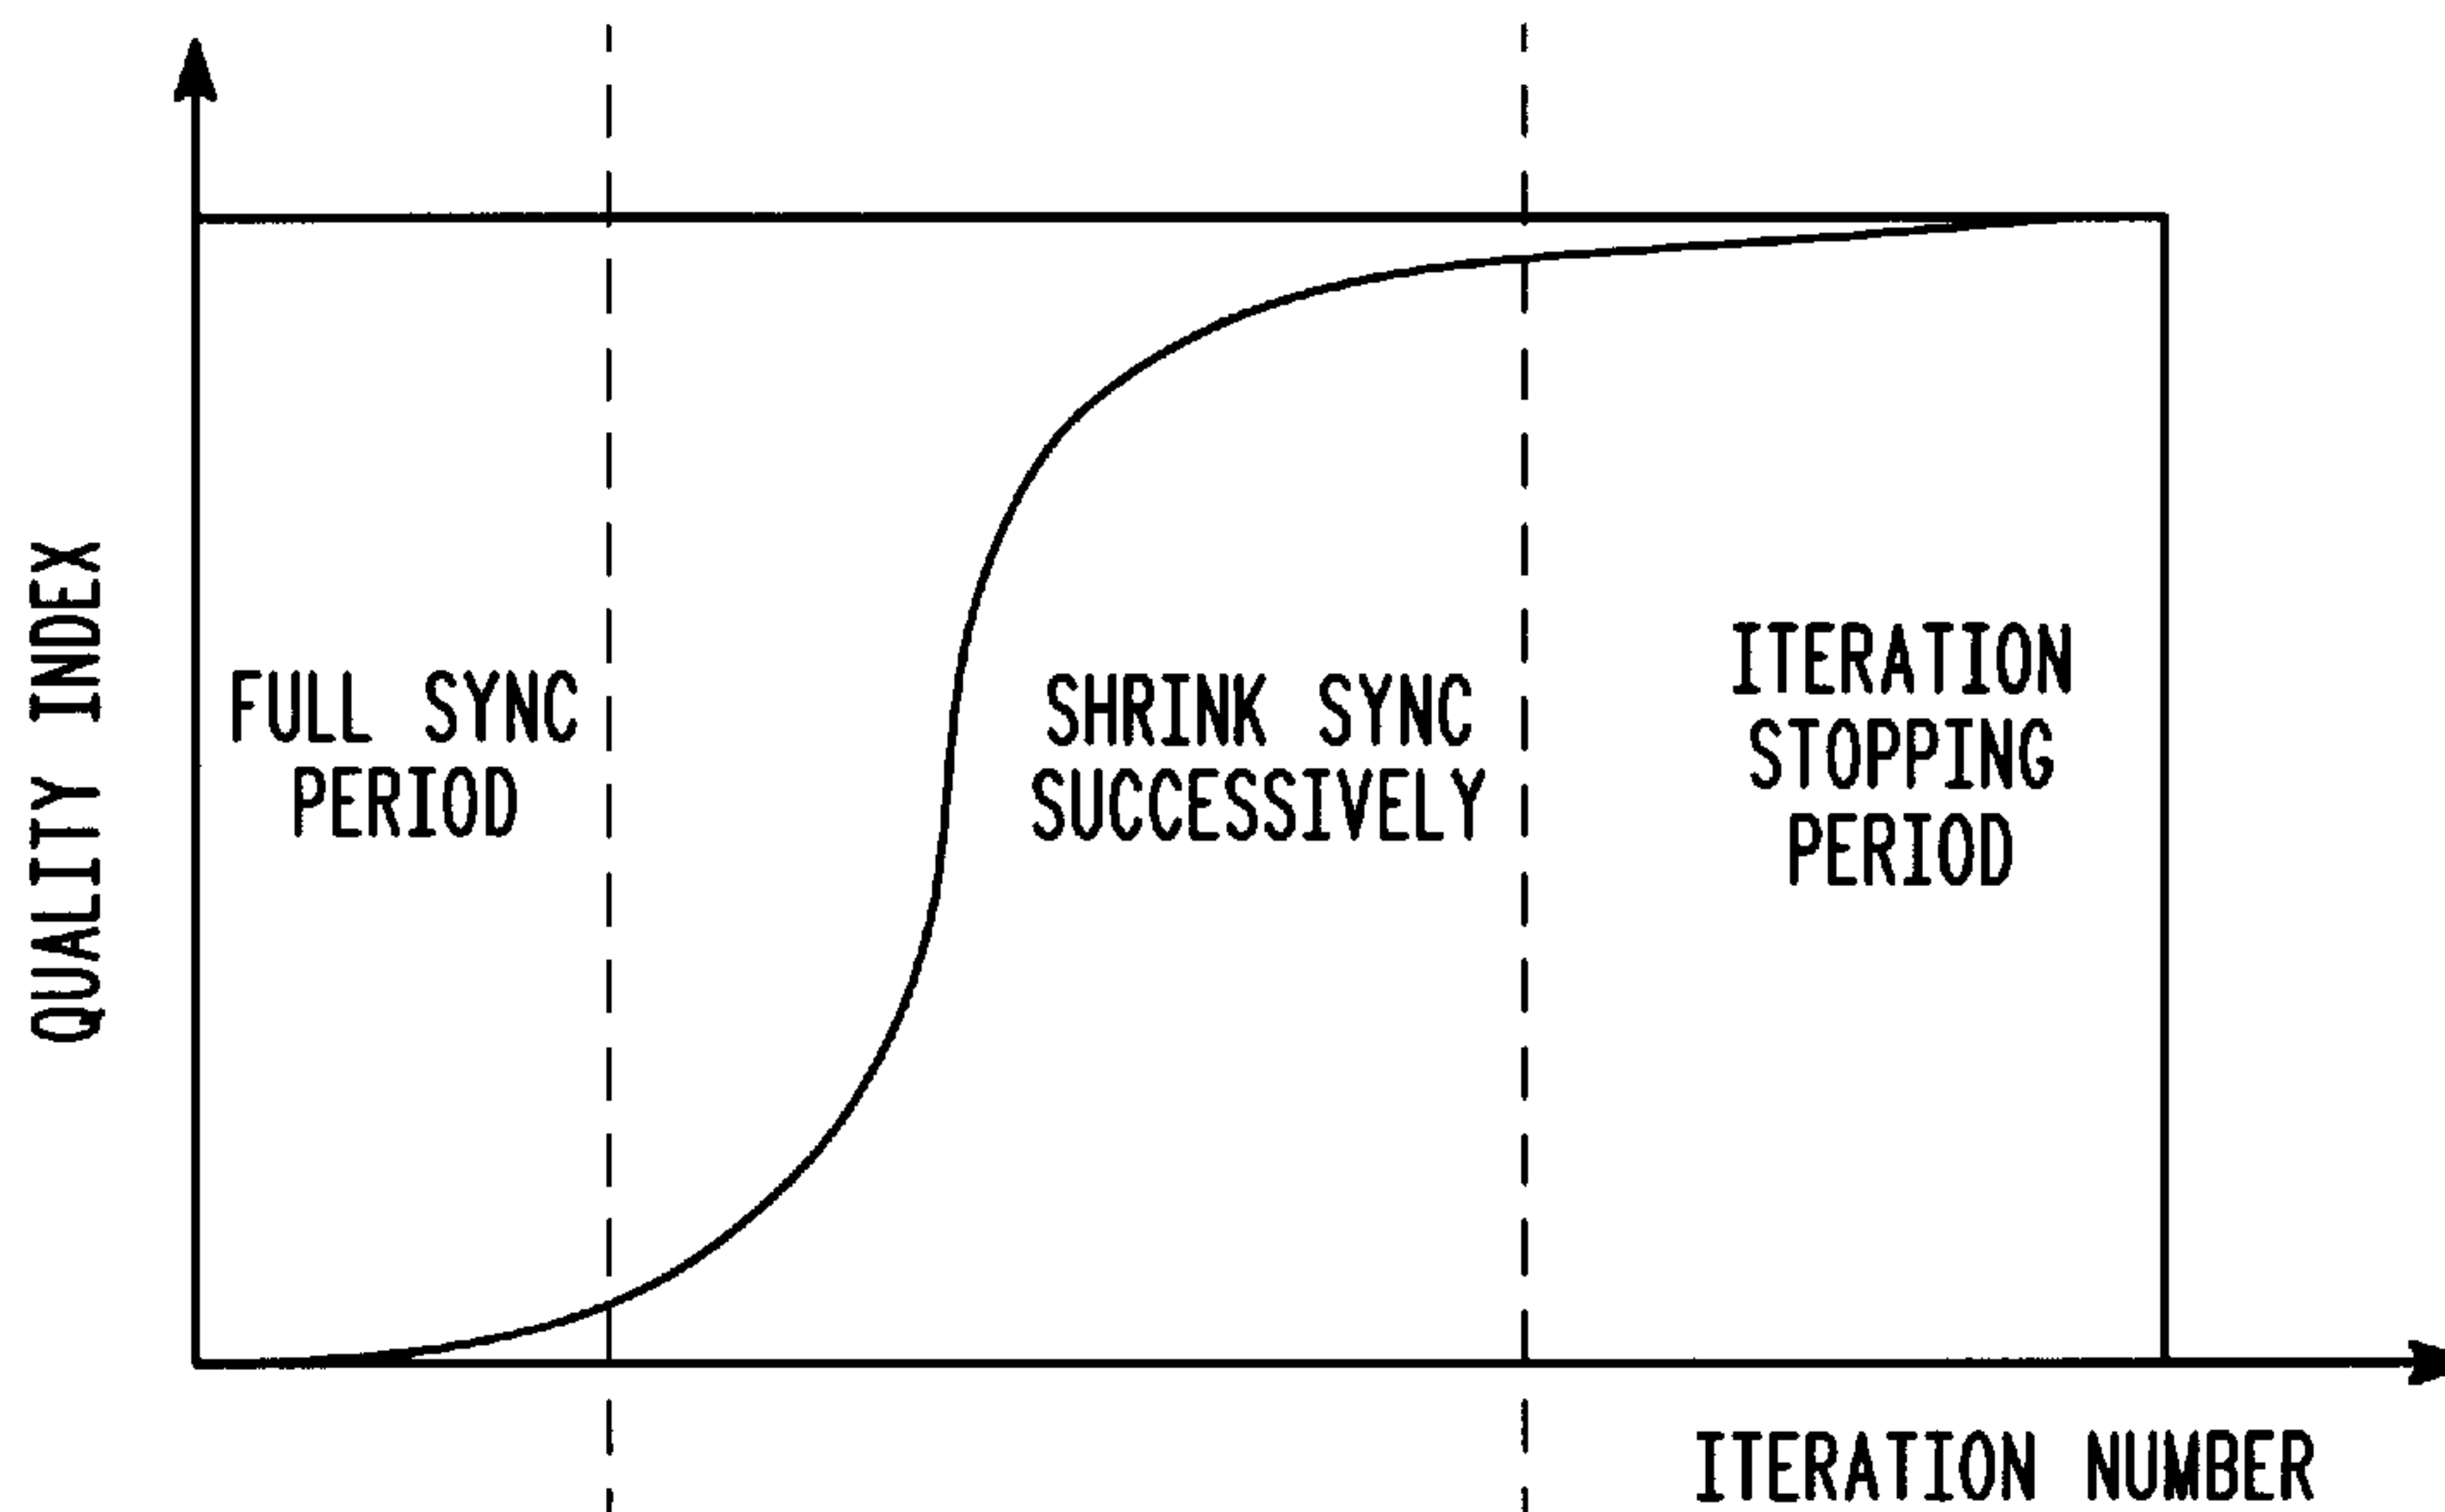 QUALITY INDEX
FULL SYNC
PERIOD
SHRINK SYNC
SUCCESSIVELY
ITERATION
STOPPING
PERIOD
ITERATION NUMBER